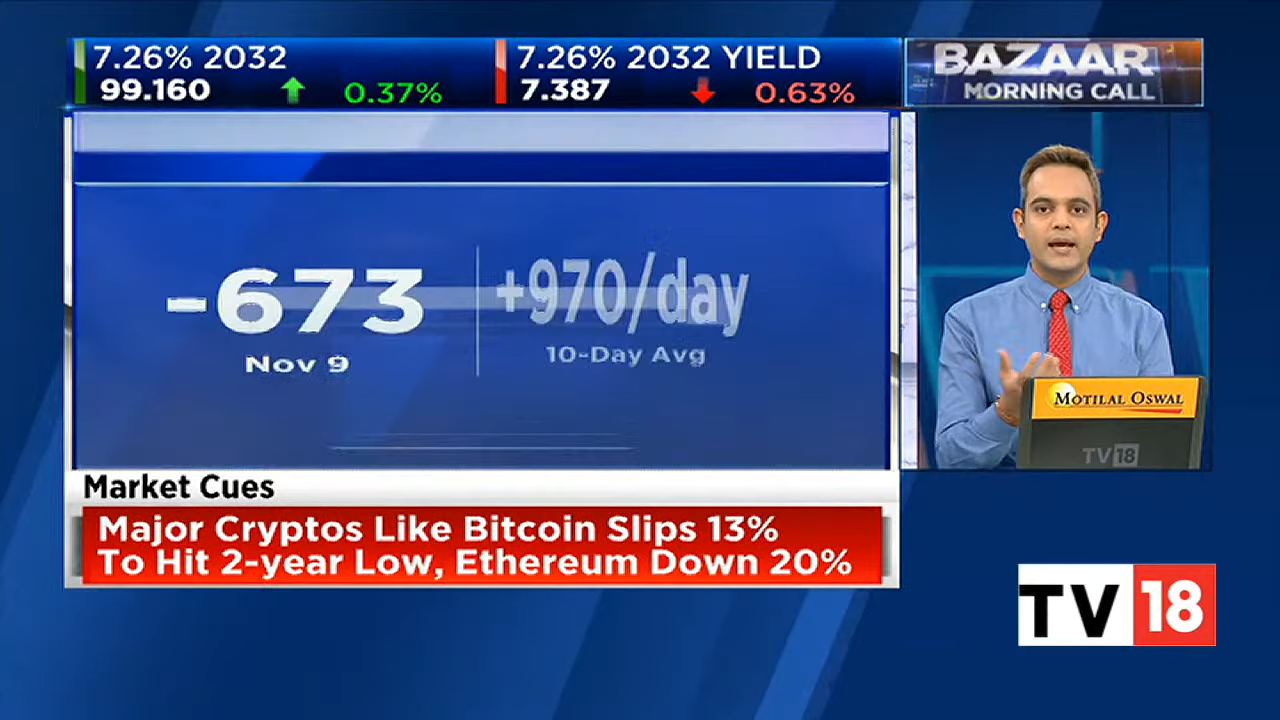 7.26% 2032
99.160 0.37%
7.26% 2032 YIELD
7.387 0.63%
BAZAAR
MORNING CALL
-673
Nov 9
+970/day
10-Day Avg
MOTILAL OSWAL
TV18
Market Cues
Major Cryptos Like Bitcoin Slips 13%
To Hit 2-year Low, Ethereum Down 20%
TV18